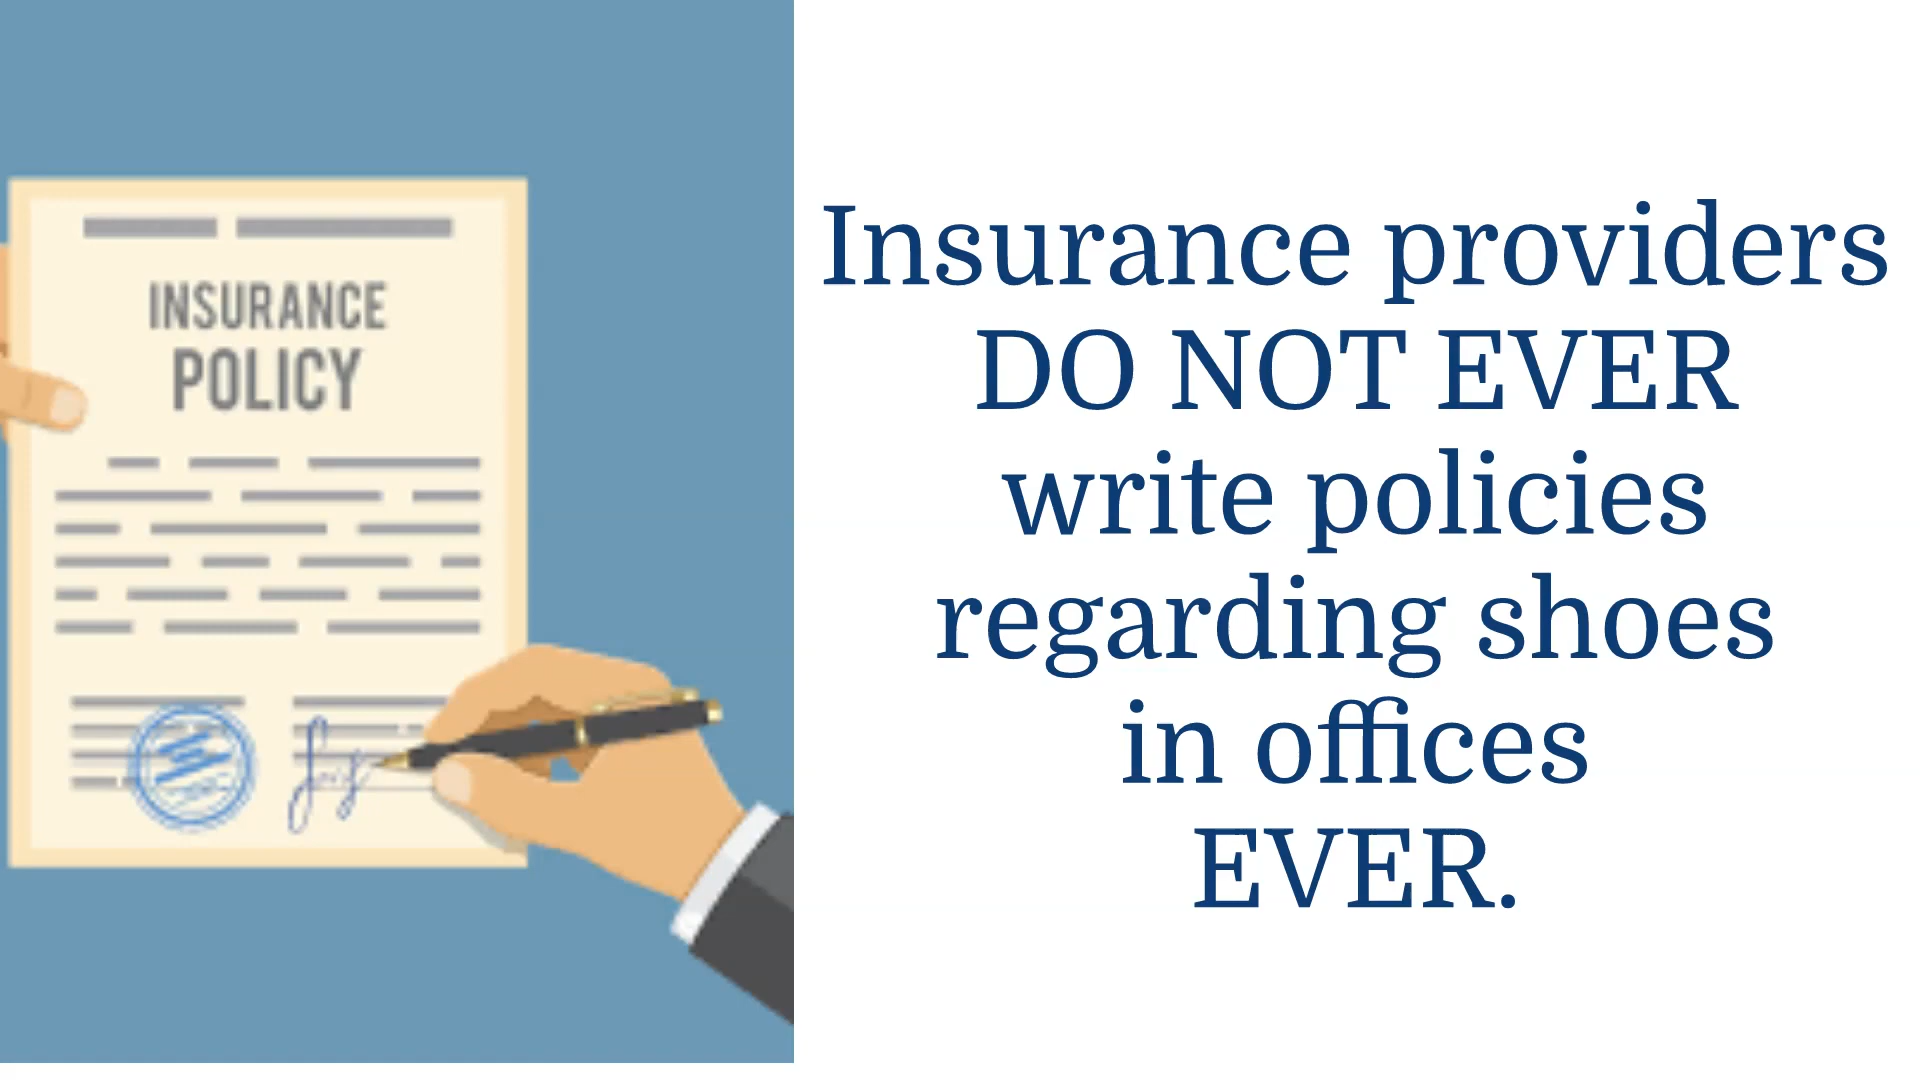 INSURANCE
POLICY
Insurance providers
DO NOT EVER
write policies
regarding shoes
in offices
EVER.